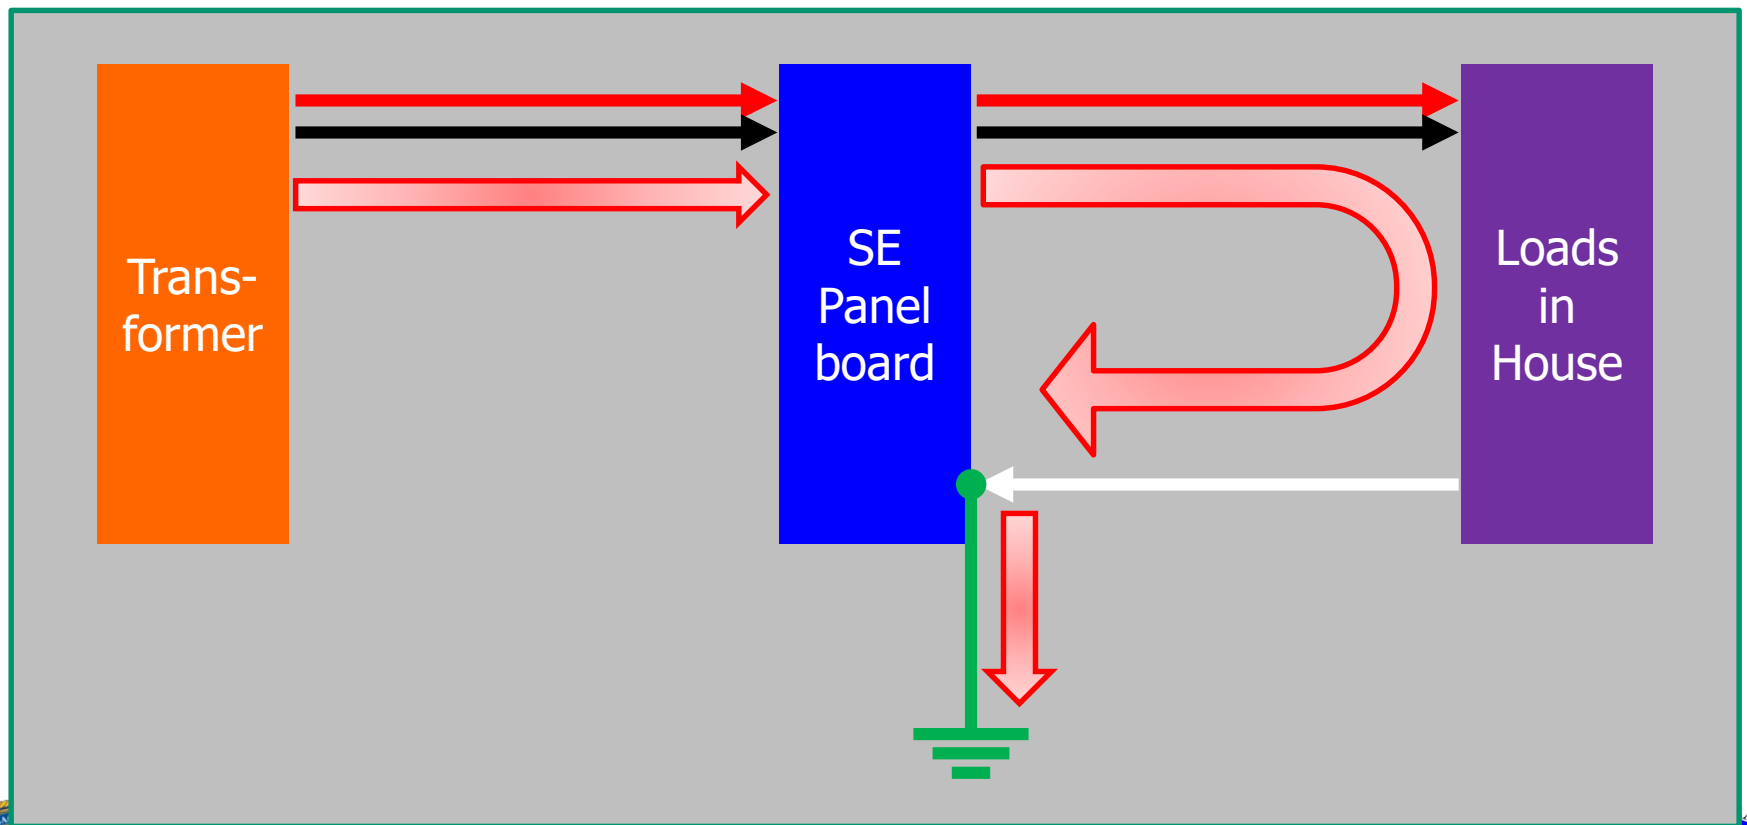 Trans-
former
SE
Panel
board
Loads
in
House